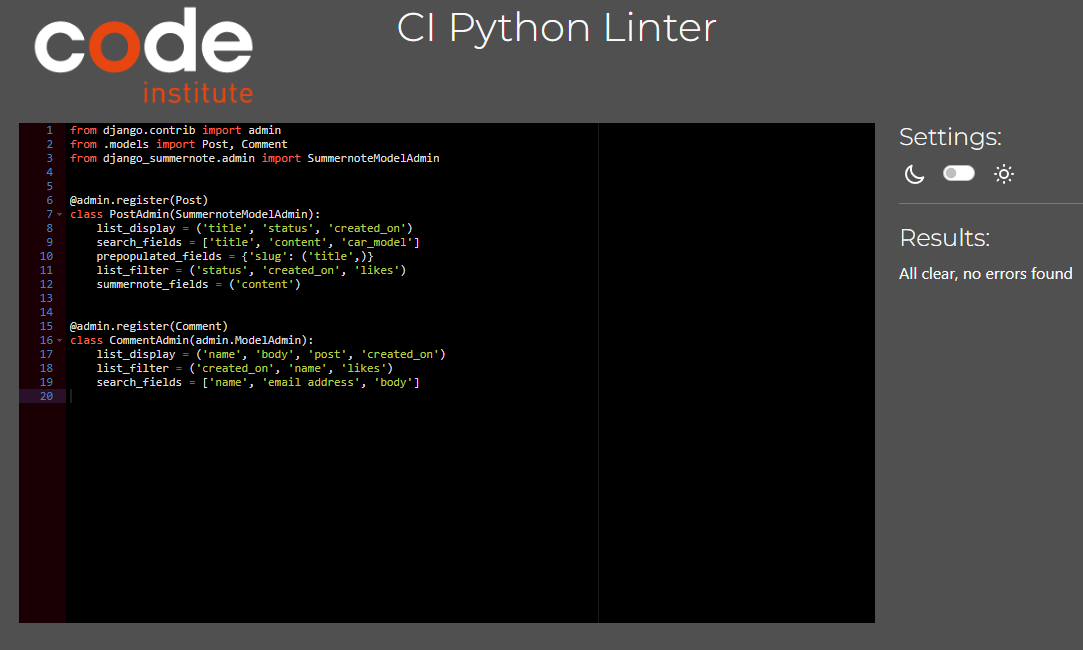 code
institute
CI Python Linter
1 from django.contrib import admin
2 from .models import Post, Comment
3 from django_summernote.admin import SummernoteModelAdmin
4
5
6 @admin.register(Post)
7 class PostAdmin(SummernoteModelAdmin):
8     list_display = ('title', 'status', 'created_on')
9     search_fields = ['title', 'content', 'car_model']
10     prepopulated_fields = {'slug': ('title',)}
11     list_filter = ('status', 'created_on', 'likes')
12     summernote_fields = ('content')
13
14
15 @admin.register(Comment)
16 class CommentAdmin(admin.ModelAdmin):
17     list_display = ('name', 'body', 'post', 'created_on')
18     list_filter = ('created_on', 'name', 'likes')
19     search_fields = ['name', 'email address', 'body']
20
Settings:
Results:
All clear, no errors found